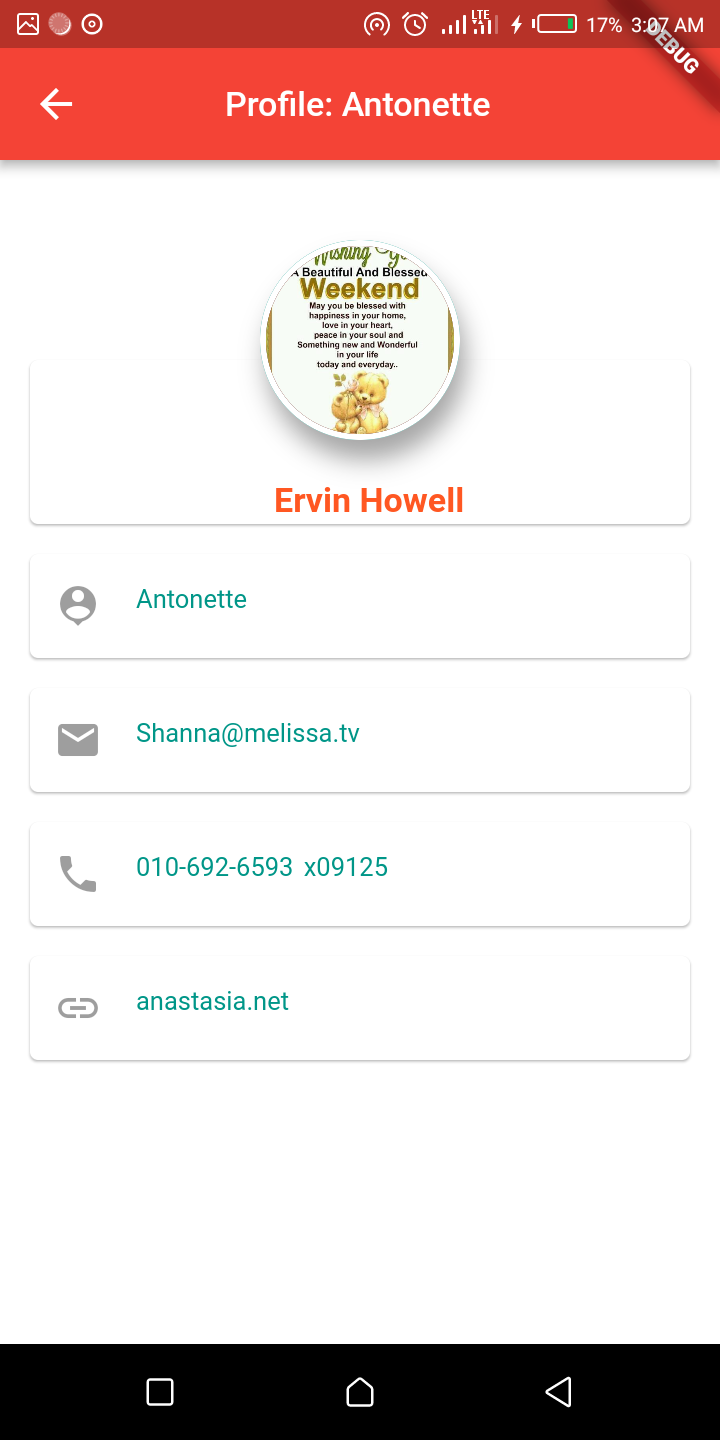 LTE
17% 3:07 AM
DEBUG
Profile: Antonette
Wishing Yo
A Beautiful And Blessed
Weekend
May you be blessed with
happiness in your home,
love in your heart,
peace in your soul and
Something new and Wonderful
in your life
today and everyday..
Ervin Howell
Antonette
Shanna@melissa.tv
010-692-6593 x09125
anastasia.net